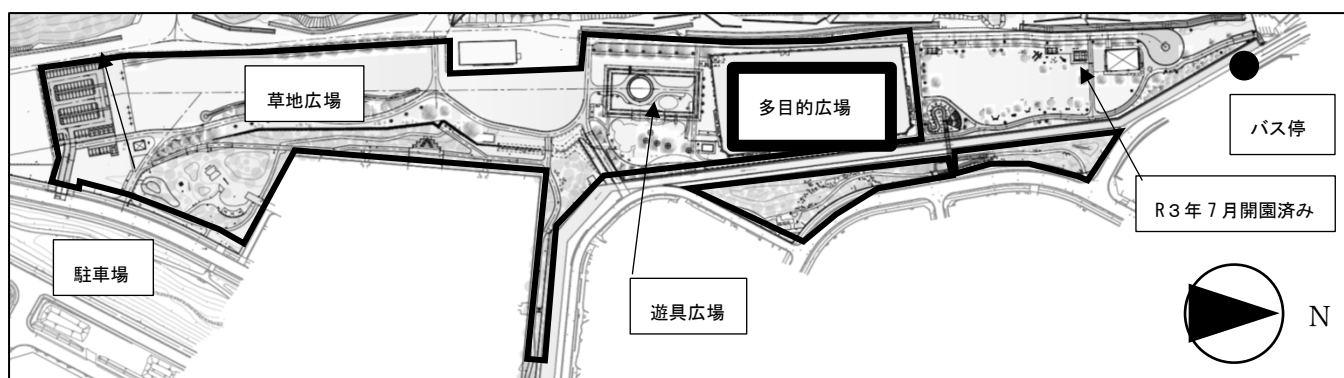 草地広場
多目的広場
バス停
R３年７月開園済み
駐車場
遊具広場
N